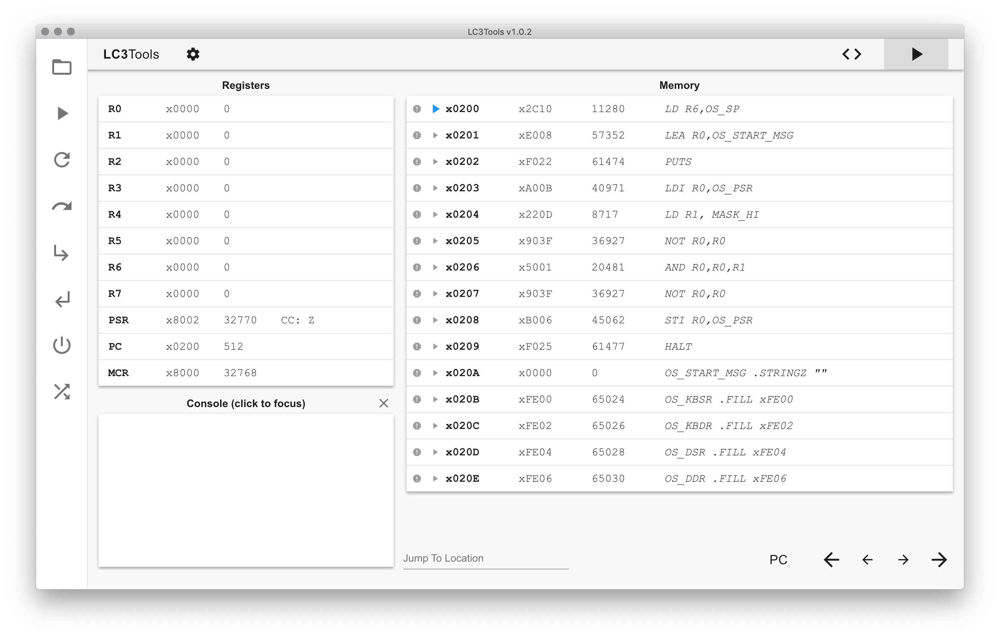 LC3Tools v1.0.2
LC3Tools
Registers
R0 x0000 0
R1 x0000 0
R2 x0000 0
R3 x0000 0
R4 x0000 0
R5 x0000 0
R6 x0000 0
R7 x0000 0
PSR x8002 32770 CC: Z
PC x0200 512
MCR x8000 32768
Console (click to focus)
Memory
x0200 x2C10 11280 LD R6,OS_SP
x0201 xE008 57352 LEA R0,OS_START_MSG
x0202 xF022 61474 PUTS
x0203 xA00B 40971 LDI R0,OS_PSR
x0204 x220D 8717 LD R1, MASK_HI
x0205 x903F 36927 NOT R0,R0
x0206 x5001 20481 AND R0,R0,R1
x0207 x903F 36927 NOT R0,R0
x0208 xB006 45062 STI R0,OS_PSR
x0209 xF025 61477 HALT
x020A x0000 0 OS_START_MSG .STRINGZ ""
x020B xFE00 65024 OS_KBSR .FILL xFE00
x020C xFE02 65026 OS_KBDR .FILL xFE02
x020D xFE04 65028 OS_DSR .FILL xFE04
x020E xFE06 65030 OS_DDR .FILL xFE06
Jump To Location
PC